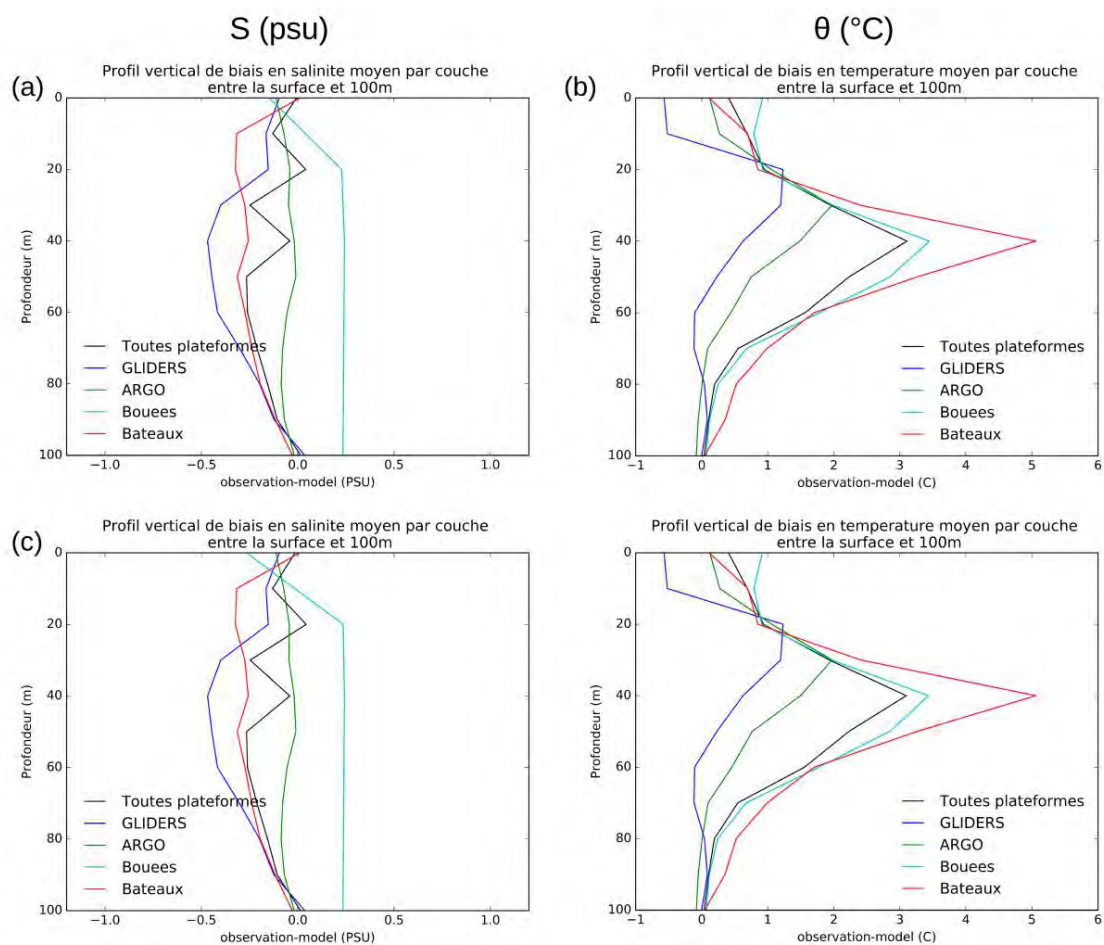 S (psu)
θ (°C)
(a)
Profil vertical de biais en salinite moyen par couche
entre la surface et 100m
0
20
40
60
80
100
Profondeur (m)
Toutes plateformes
GLIDERS
ARGO
Bouees
Bateaux
−1.0
−0.5
0.0
0.5
1.0
observation-model (PSU)
(b)
Profil vertical de biais en temperature moyen par couche
entre la surface et 100m
0
20
40
60
80
100
Profondeur (m)
Toutes plateformes
GLIDERS
ARGO
Bouees
Bateaux
−1
0
1
2
3
4
5
6
observation-model (C)
(c)
Profil vertical de biais en salinite moyen par couche
entre la surface et 100m
0
20
40
60
80
100
Profondeur (m)
Toutes plateformes
GLIDERS
ARGO
Bouees
Bateaux
−1.0
−0.5
0.0
0.5
1.0
observation-model (PSU)
Profil vertical de biais en temperature moyen par couche
entre la surface et 100m
0
20
40
60
80
100
Profondeur (m)
Toutes plateformes
GLIDERS
ARGO
Bouees
Bateaux
−1
0
1
2
3
4
5
6
observation-model (C)